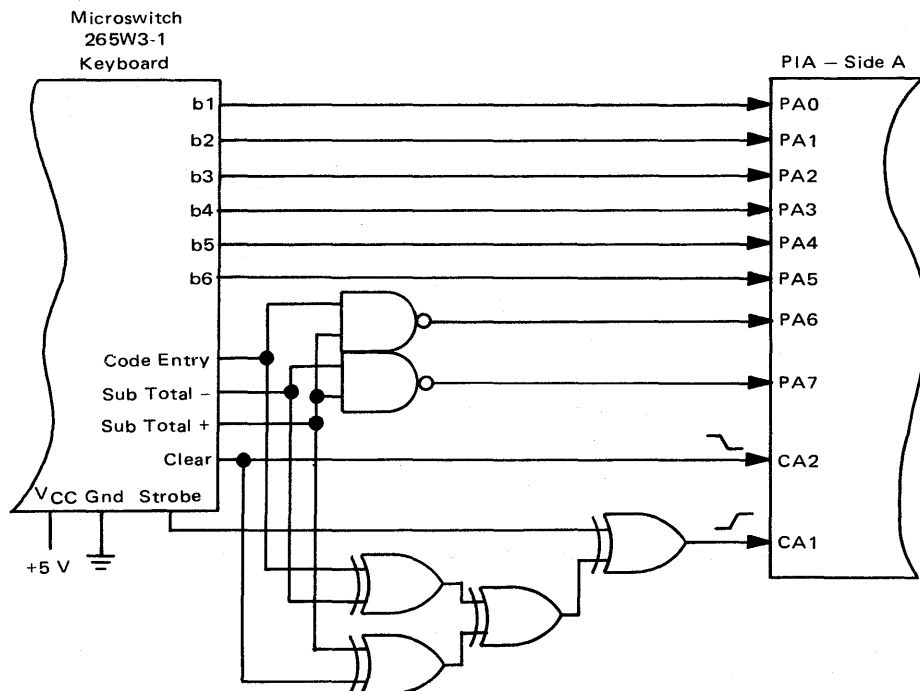 Microswitch
265W3-1
Keyboard
PIA – Side A
b1
PA0
b2
PA1
b3
PA2
b4
PA3
b5
PA4
b6
PA5
PA6
Code Entry
PA7
Sub Total –
Sub Total +
Clear
CA2
VCC Gnd Strobe
CA1
+5 V